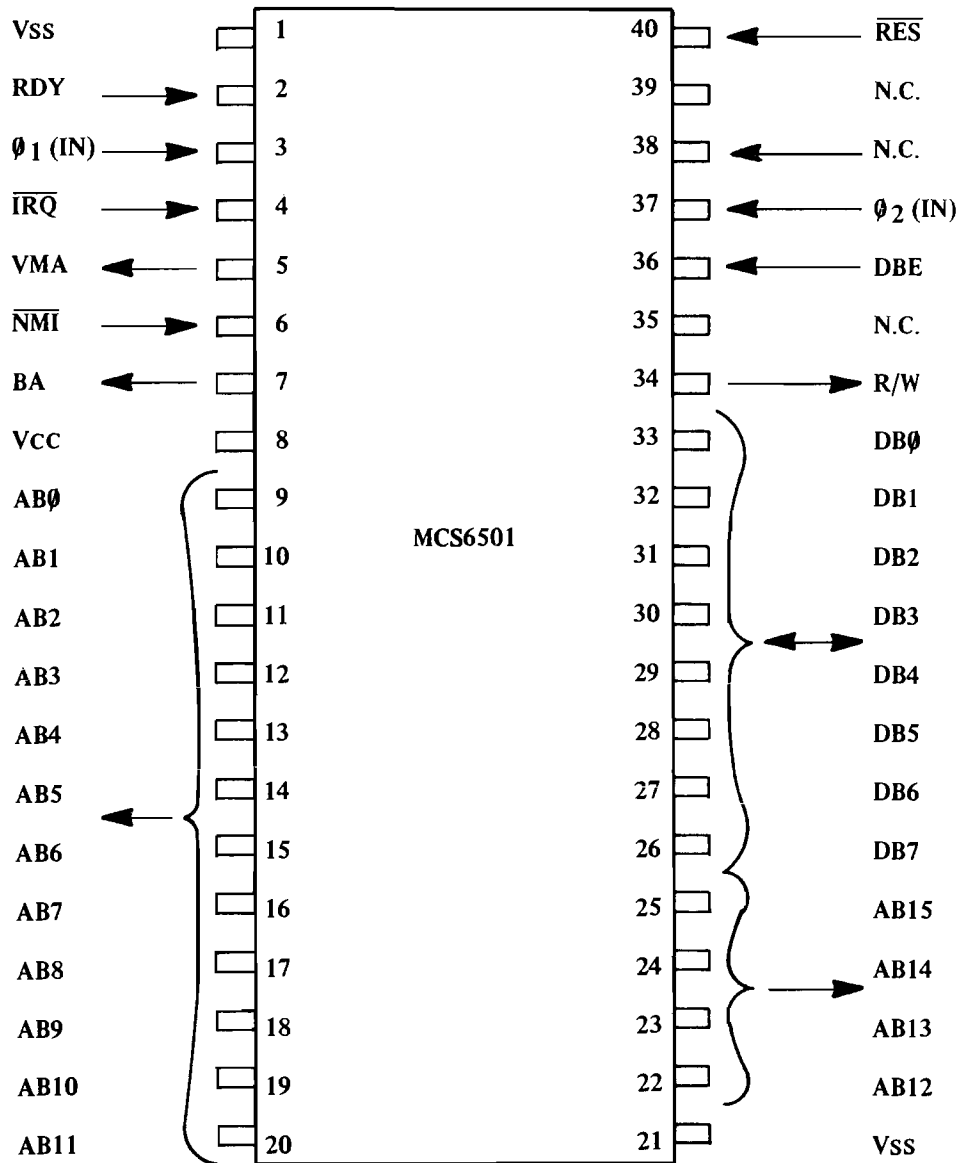 Vss 1 40 R̅E̅S̅
RDY 2 39 N.C.
Ø1 (IN) 3 38 N.C.
I̅R̅Q̅ 4 37 Ø2 (IN)
VMA 5 36 DBE
N̅M̅I̅ 6 35 N.C.
BA 7 34 R/W
Vcc 8 33 DBØ
ABØ 9 32 DB1
MCS6501
AB1 10 31 DB2
AB2 11 30 DB3
AB3 12 29 DB4
AB4 13 28 DB5
AB5 14 27 DB6
AB6 15 26 DB7
AB7 16 25 AB15
AB8 17 24 AB14
AB9 18 23 AB13
AB10 19 22 AB12
AB11 20 21 Vss